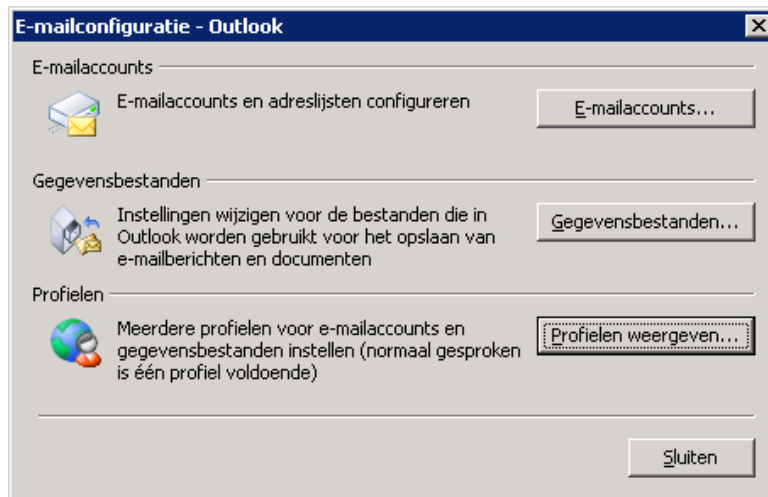 E-mailconfiguratie - Outlook
E-mailaccounts
E-mailaccounts en adreslijsten configureren
E-mailaccounts...
Gegevensbestanden
Instellingen wijzigen voor de bestanden die in
Outlook worden gebruikt voor het opslaan van
e-mailberichten en documenten
Gegevensbestanden...
Profielen
Meerdere profielen voor e-mailaccounts en
gegevensbestanden instellen (normaal gesproken
is één profiel voldoende)
Profielen weergeven...
Sluiten